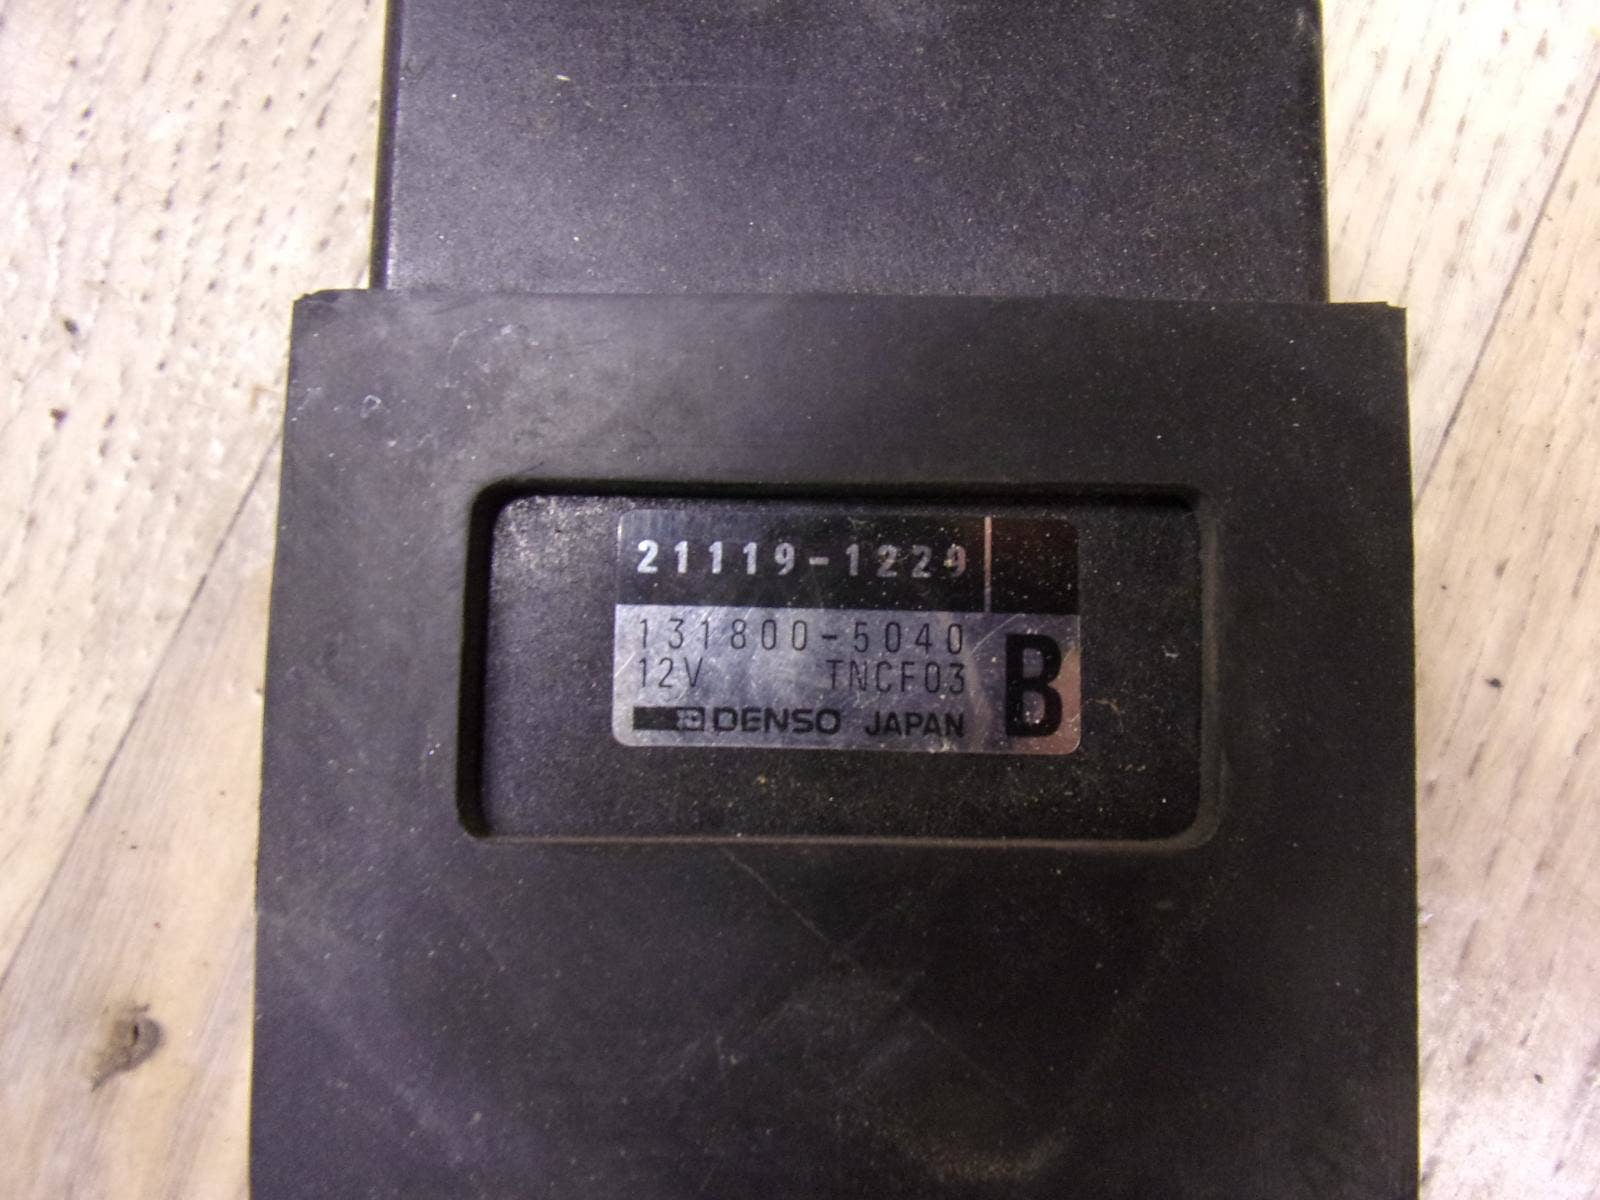 21119-1229
131800-5040
12V TNCF03
DENSO JAPAN
B